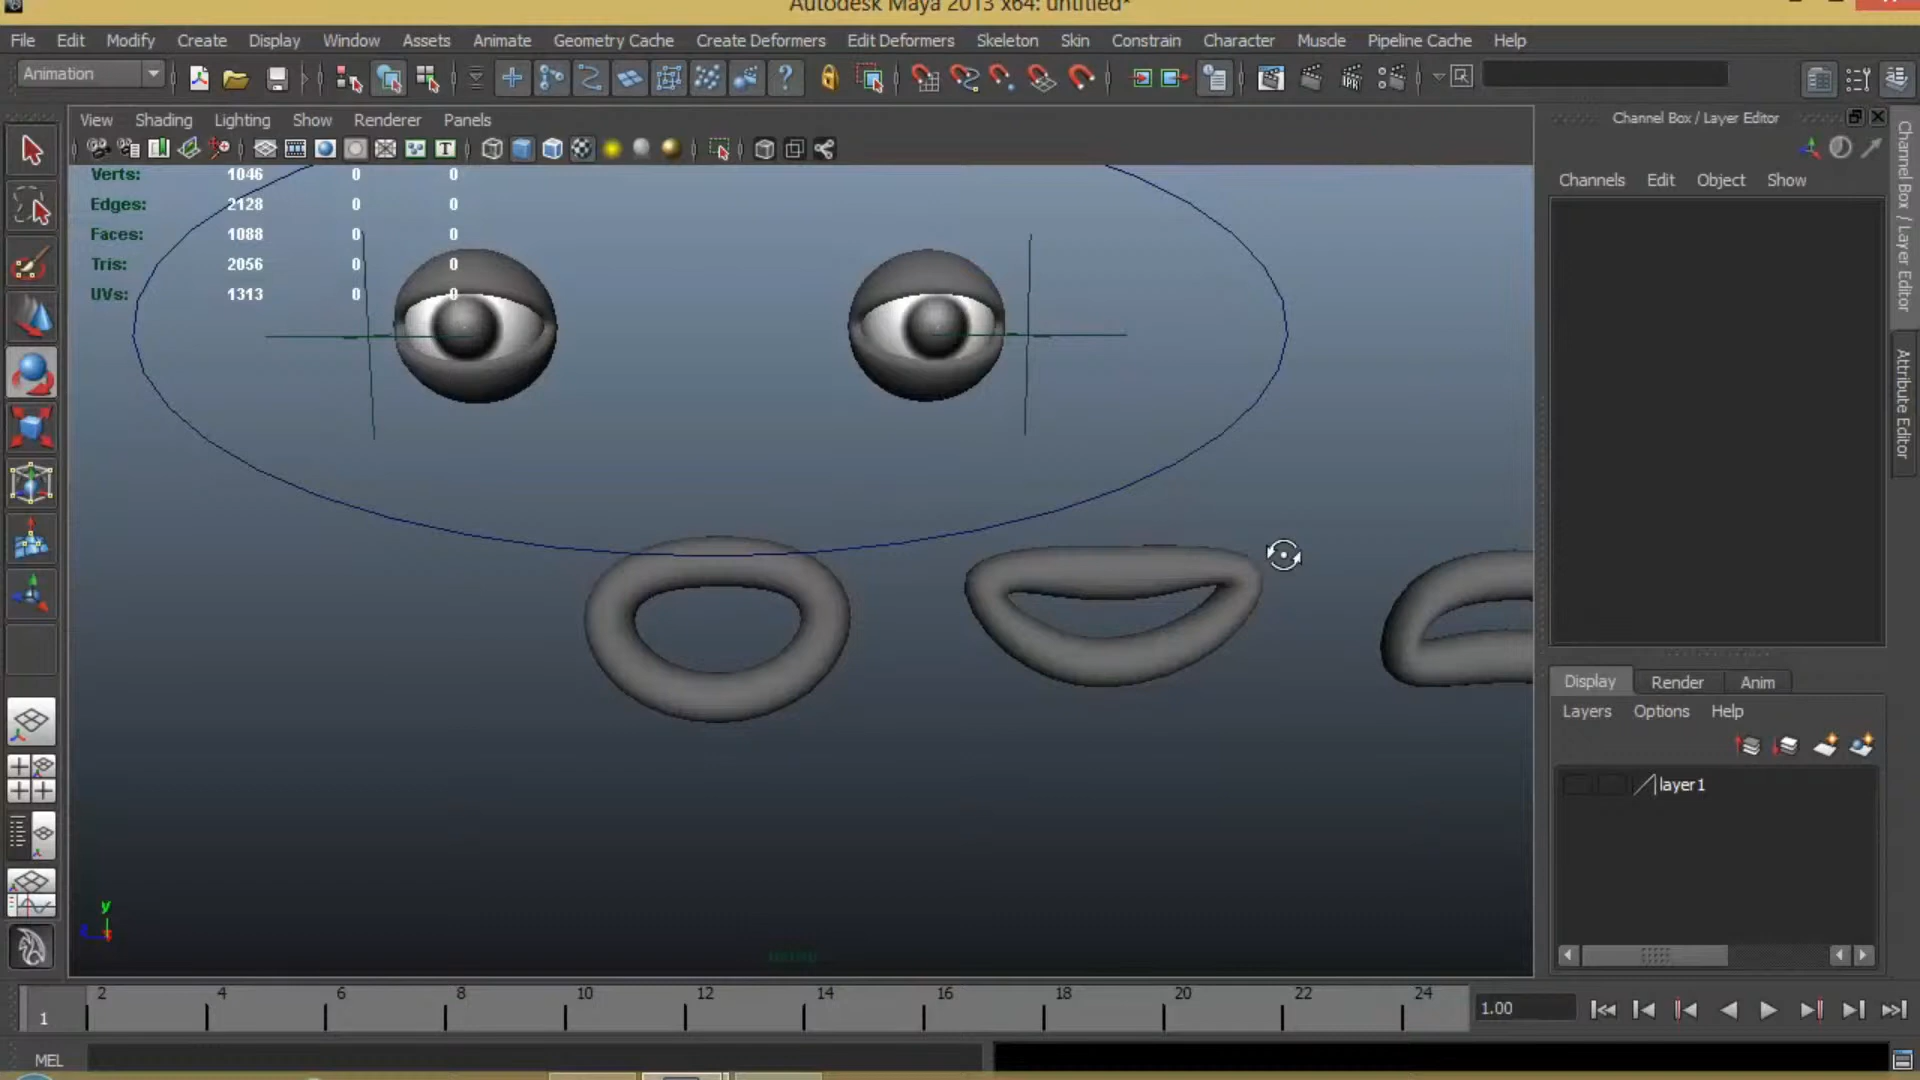 Autodesk Maya 2013 x64: untitled*
File Edit Modify Create Display Window Assets Animate Geometry Cache Create Deformers Edit Deformers Skeleton Skin Constrain Character Muscle Pipeline Cache Help
Animation
IPR
View Shading Lighting Show Renderer Panels
T
Verts: 1046 0 0
Edges: 2128 0 0
Faces: 1088 0 0
Tris: 2056 0 0
UVs: 1313 0 0
y
Channel Box / Layer Editor
Channels Edit Object Show
Channel Box / Layer Editor
Attribute Editor
Display Render Anim
Layers Options Help
layer1
2 4 6 8 10 12 14 16 18 20 22 24
1
1.00
MEL